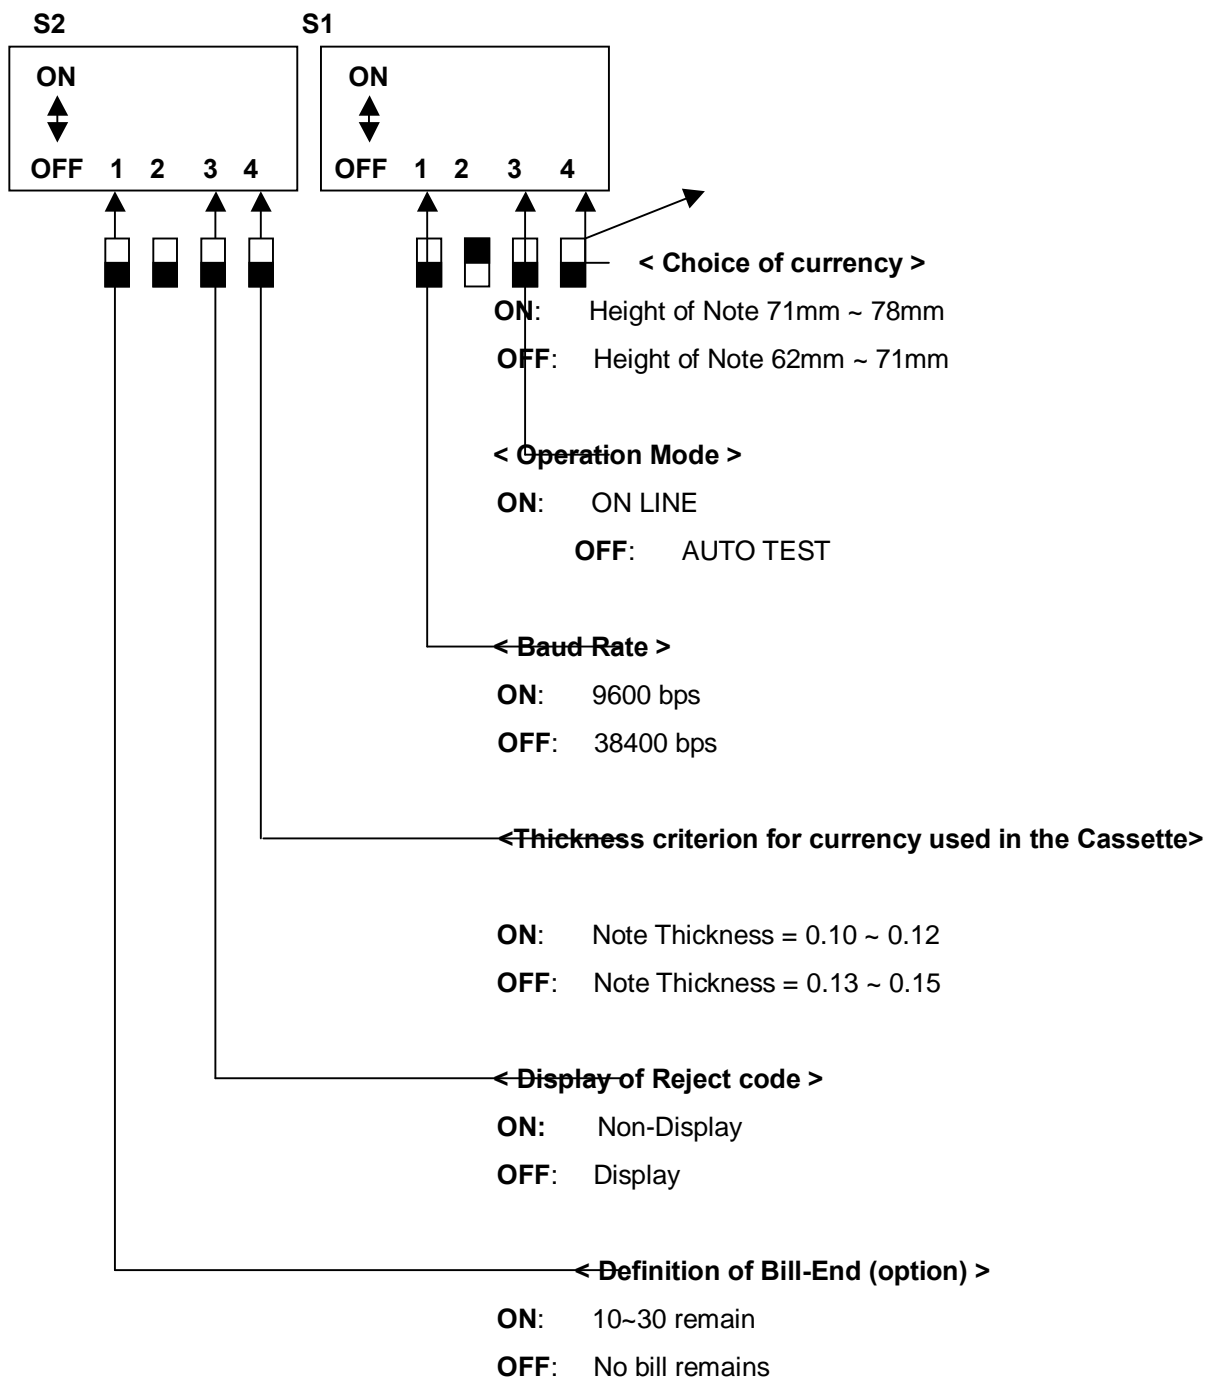 S2 S1
ON ON
OFF 1 2 3 4 OFF 1 2 3 4
< Choice of currency >
ON: Height of Note 71mm ~ 78mm
OFF: Height of Note 62mm ~ 71mm
< Operation Mode >
ON: ON LINE
OFF: AUTO TEST
< Baud Rate >
ON: 9600 bps
OFF: 38400 bps
<Thickness criterion for currency used in the Cassette>
ON: Note Thickness = 0.10 ~ 0.12
OFF: Note Thickness = 0.13 ~ 0.15
< Display of Reject code >
ON: Non-Display
OFF: Display
< Definition of Bill-End (option) >
ON: 10~30 remain
OFF: No bill remains